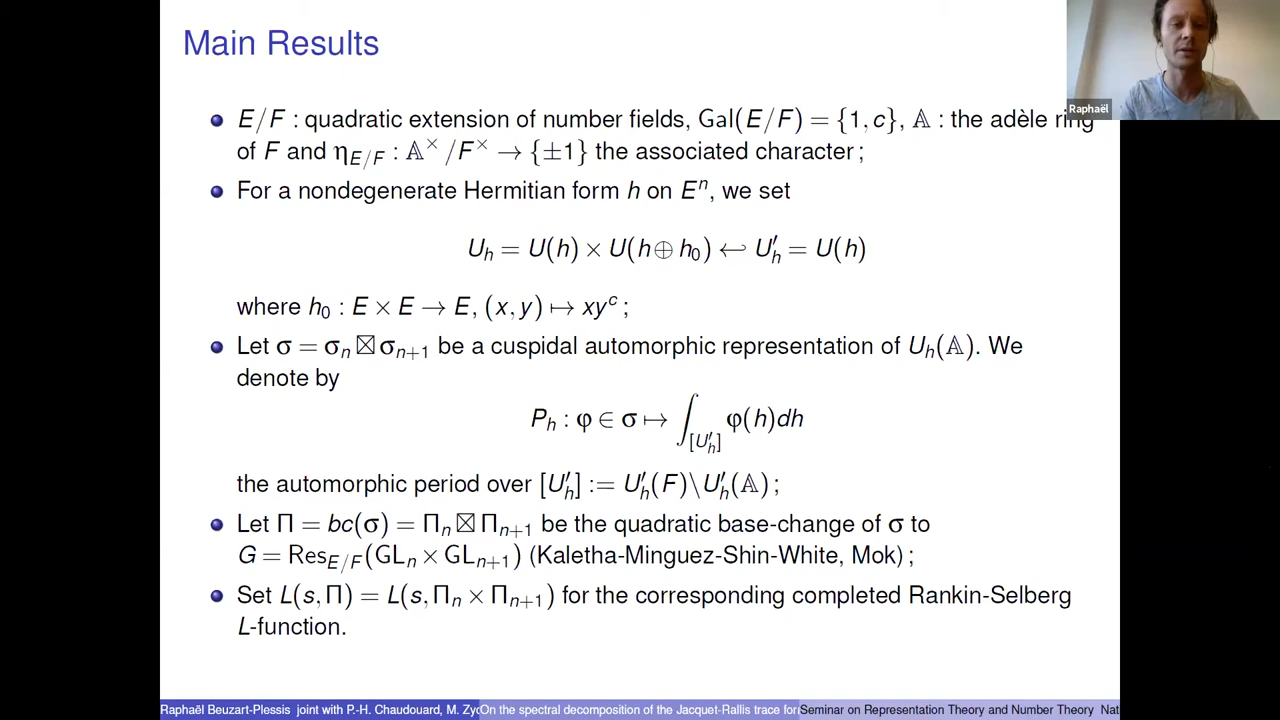 Main Results
Raphaël
E/F : quadratic extension of number fields, Gal(E/F) = {1, c}, 𝔸 : the adèle ring
of F and η_{E/F} : 𝔸^×/F^× → {±1} the associated character ;
For a nondegenerate Hermitian form h on E^n, we set
U_h = U(h) × U(h ⊕ h_0) ↩ U′_h = U(h)
where h_0 : E × E → E, (x, y) ↦ xy^c ;
Let σ = σ_n ⊠ σ_{n+1} be a cuspidal automorphic representation of U_h(𝔸). We
denote by
P_h : φ ∈ σ ↦ ∫_{[U′_h]} φ(h)dh
the automorphic period over [U′_h] := U′_h(F)\U′_h(𝔸) ;
Let Π = bc(σ) = Π_n ⊠ Π_{n+1} be the quadratic base-change of σ to
G = Res_{E/F}(GL_n × GL_{n+1}) (Kaletha-Minguez-Shin-White, Mok) ;
Set L(s, Π) = L(s, Π_n × Π_{n+1}) for the corresponding completed Rankin-Selberg
L-function.
Raphaël Beuzart-Plessis joint with P.-H. Chaudouard, M. Zyd On the spectral decomposition of the Jacquet-Rallis trace for Seminar on Representation Theory and Number Theory Nat